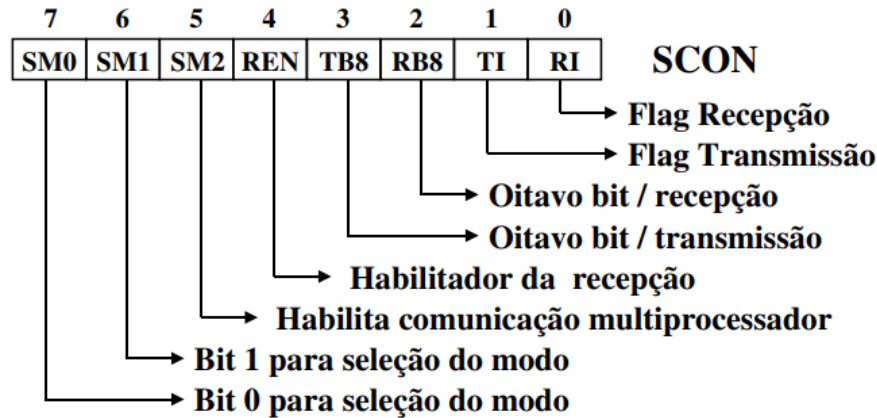 7 6 5 4 3 2 1 0
SM0 SM1 SM2 REN TB8 RB8 TI RI SCON
Flag Recepção
Flag Transmissão
Oitavo bit / recepção
Oitavo bit / transmissão
Habilitador da recepção
Habilita comunicação multiprocessador
Bit 1 para seleção do modo
Bit 0 para seleção do modo